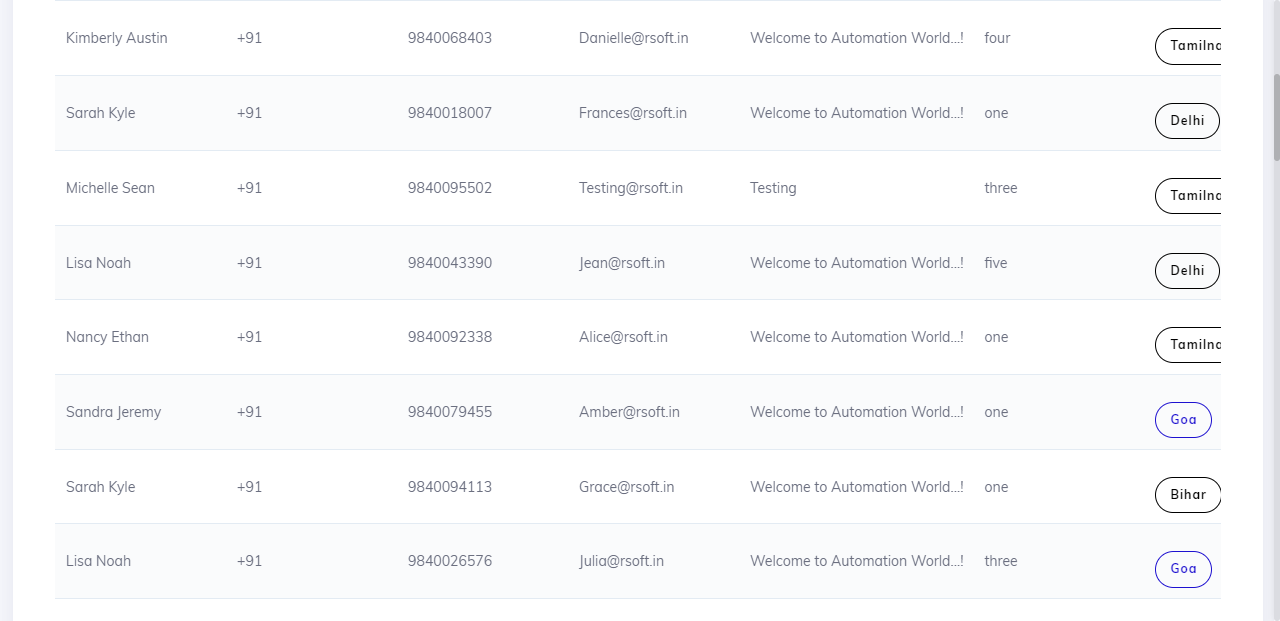 Kimberly Austin +91 9840068403 Danielle@rsoft.in Welcome to Automation World...! four Tamilna
Sarah Kyle +91 9840018007 Frances@rsoft.in Welcome to Automation World...! one Delhi
Michelle Sean +91 9840095502 Testing@rsoft.in Testing three Tamilna
Lisa Noah +91 9840043390 Jean@rsoft.in Welcome to Automation World...! five Delhi
Nancy Ethan +91 9840092338 Alice@rsoft.in Welcome to Automation World...! one Tamilna
Sandra Jeremy +91 9840079455 Amber@rsoft.in Welcome to Automation World...! one Goa
Sarah Kyle +91 9840094113 Grace@rsoft.in Welcome to Automation World...! one Bihar
Lisa Noah +91 9840026576 Julia@rsoft.in Welcome to Automation World...! three Goa